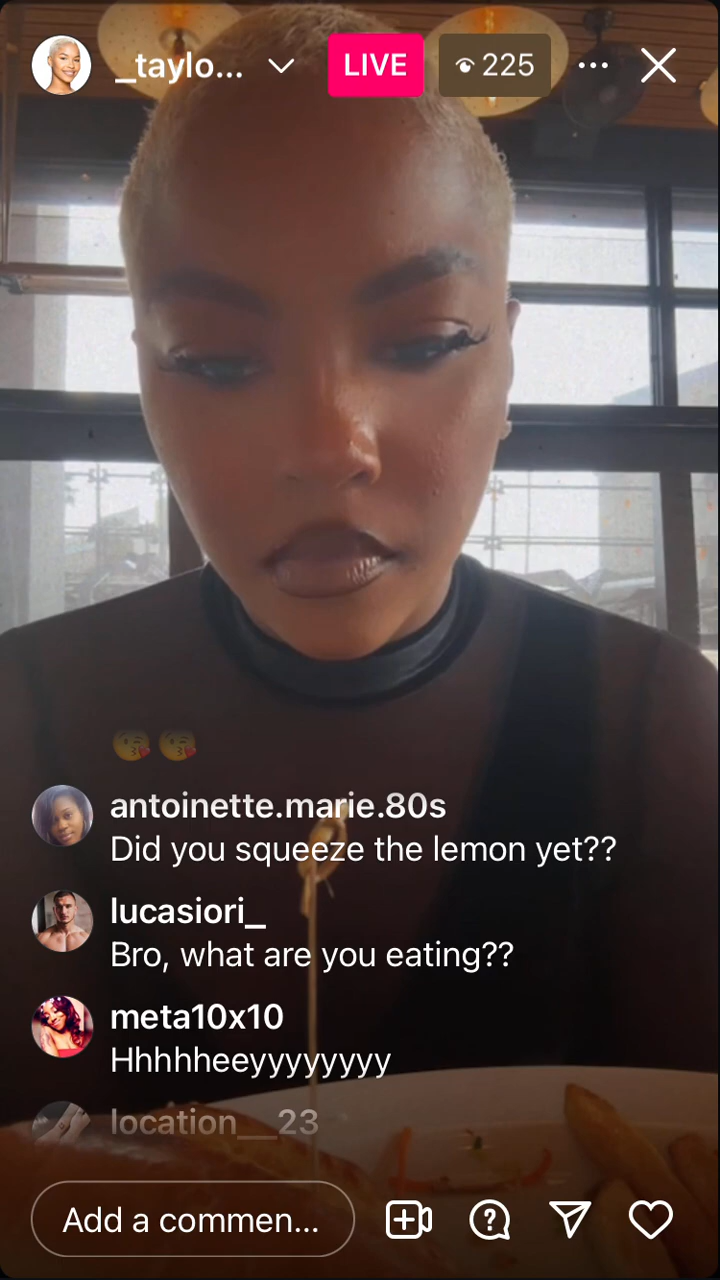 _taylo...
LIVE
225
antoinette.marie.80s
Did you squeeze the lemon yet??
lucasiori_
Bro, what are you eating??
meta10x10
Hhhhheeyyyyyyyy
location__23
Add a commen...